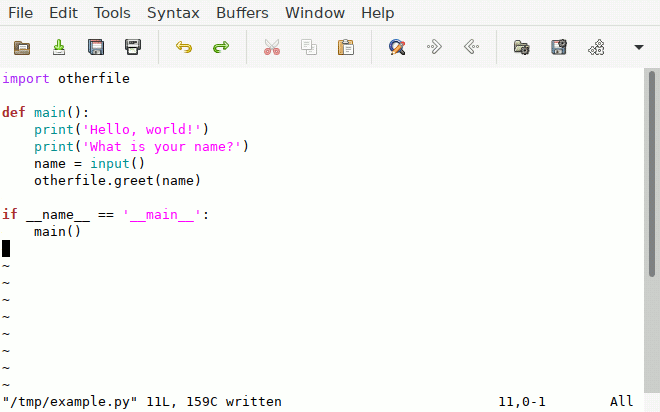 File Edit Tools Syntax Buffers Window Help
import otherfile
def main():
    print('Hello, world!')
    print('What is your name?')
    name = input()
    otherfile.greet(name)
if __name__ == '__main__':
    main()
~
~
~
~
~
~
~
~
"/tmp/example.py" 11L, 159C written 11,0-1 All